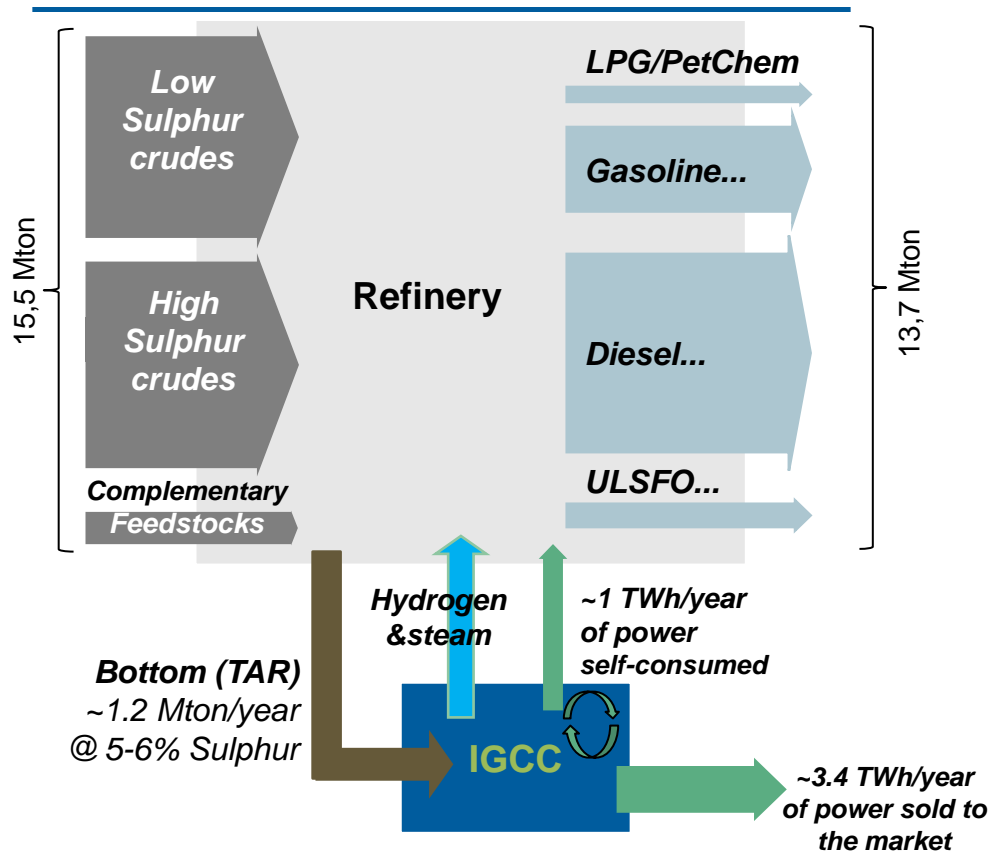 LPG/PetChem
Low
Sulphur
crudes
Gasoline...
15,5 Mton
Refinery
13,7 Mton
High
Sulphur
crudes
Diesel...
Complementary
Feedstocks
ULSFO...
Hydrogen
&steam
~1 TWh/year
of power
self-consumed
Bottom (TAR)
~1.2 Mton/year
@ 5-6% Sulphur
IGCC
~3.4 TWh/year
of power sold to
the market